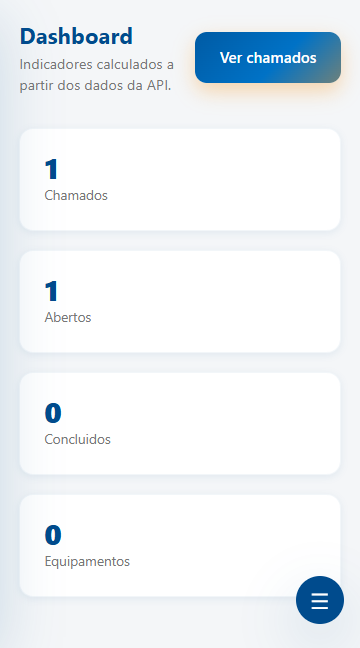 Dashboard
Indicadores calculados a
partir dos dados da API.
Ver chamados
1
Chamados
1
Abertos
0
Concluidos
0
Equipamentos